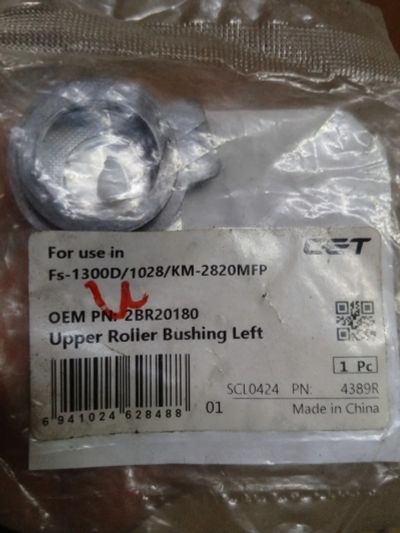 For use in
CET
Fs-1300D/1028/KM-2820MFP
OEM PN: 2BR20180
Upper Roller Bushing Left
1 Pc
SCL0424 PN: 4389R
6 941024 628488
01
Made in China